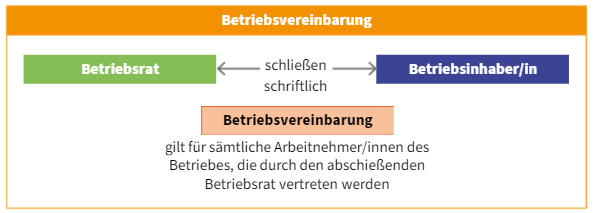 Betriebsvereinbarung
Betriebsrat
schließen
schriftlich
Betriebsinhaber/in
Betriebsvereinbarung
gilt für sämtliche Arbeitnehmer/innen des
Betriebes, die durch den abschießenden
Betriebsrat vertreten werden